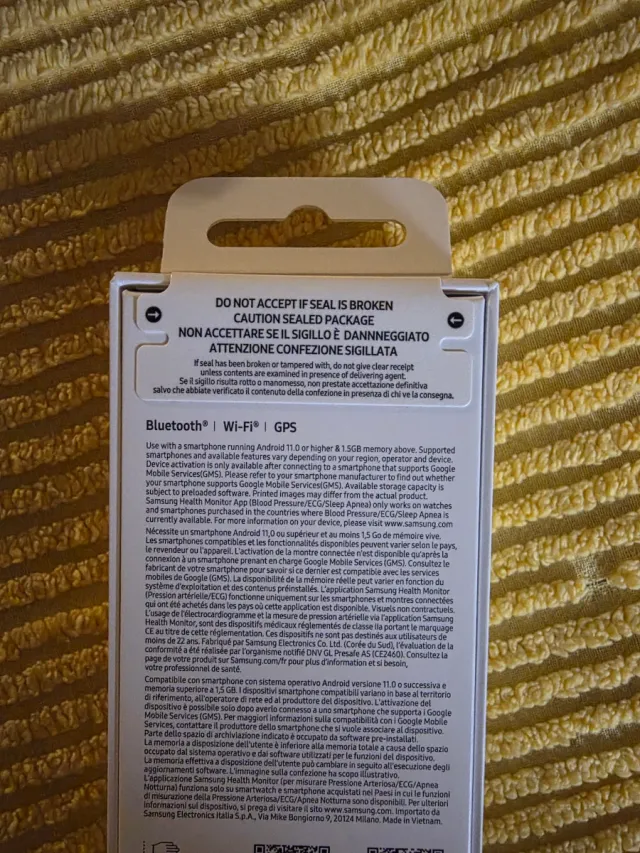 DO NOT ACCEPT IF SEAL IS BROKEN
CAUTION SEALED PACKAGE
NON ACCETTARE SE IL SIGILLO È DANNNEGGIATO
ATTENZIONE CONFEZIONE SIGILLATA
If seal has been broken or tampered with, do not give clear receipt
unless contents are examined in presence of delivering agent.
Se il sigillo risulta rotto o manomesso, non prestate accettazione definitiva
salvo che abbiate verificato il contenuto della confezione in presenza di chi ve la consegna.
Bluetooth® | Wi-Fi® | GPS
Use with a smartphone running Android 11.0 or higher & 1.5GB memory above. Supported
smartphones and available features vary depending on your region, operator and device.
Device activation is only available after connecting to a smartphone that supports Google
Mobile Services(GMS). Please refer to your smartphone manufacturer to find out whether
your smartphone supports Google Mobile Services(GMS). Available storage capacity is
subject to preloaded software. Printed images may differ from the actual product.
Samsung Health Monitor App (Blood Pressure/ECG/Sleep Apnea) only works on watches
and smartphones purchased in the countries where Blood Pressure/ECG/Sleep Apnea is
currently available. For more information on your device, please visit www.samsung.com
Nécessite un smartphone Android 11,0 ou supérieur et au moins 1,5 Go de mémoire vive.
Les smartphones compatibles et les fonctionnalités disponibles peuvent varier selon le pays,
le revendeur ou l'appareil. L'activation de la montre connectée n'est disponible qu'après la
connexion à un smartphone prenant en charge Google Mobile Services (GMS). Consultez le
fabricant de votre smartphone pour savoir si ce dernier est compatible avec les services
mobiles de Google (GMS). La disponibilité de la mémoire réelle peut varier en fonction du
système d'exploitation et des contenus préinstallés. L'application Samsung Health Monitor
(Pression artérielle/ECG) fonctionne uniquement sur les smartphones et montres connectées
qui ont été achetés dans les pays où cette application est disponible. Visuels non contractuels.
L'usage de l'électrocardiogramme et la mesure de pression artérielle via l'application Samsung
Health Monitor, sont des dispositifs médicaux réglementés de classe IIa portant le marquage
CE au titre de cette réglementation. Ces dispositifs ne sont pas destinés aux utilisateurs de
moins de 22 ans. Fabriqué par Samsung Electronics Co. Ltd. (Corée du Sud), l'évaluation de la
conformité a été réalisée par l'organisme notifié DNV GL Presafe AS (CE2460). Consultez la
page de votre produit sur Samsung.com/fr pour plus d'information et si besoin,
votre professionnel de santé.
Compatibile con smartphone con sistema operativo Android versione 11.0 o successiva e
memoria superiore a 1,5 GB. I dispositivi smartphone compatibili variano in base al territorio
di riferimento, all'operatore di rete ed al produttore del dispositivo. L'attivazione del
dispositivo è possibile solo dopo averlo connesso a uno smartphone che supporta i Google
Mobile Services (GMS). Per maggiori informazioni sulla compatibilità con i Google Mobile
Services, contattare il produttore dello smartphone che si vuole associare al dispositivo.
Parte dello spazio di archiviazione indicato è occupato da software pre-installati.
La memoria a disposizione dell'utente è inferiore alla memoria totale a causa dello spazio
occupato dal sistema operativo e dai software utilizzati per le funzioni del dispositivo.
La memoria effettiva a disposizione dell'utente può cambiare in seguito all'esecuzione degli
aggiornamenti software. L'immagine sulla confezione ha scopo illustrativo.
L'applicazione Samsung Health Monitor (per misurare Pressione Arteriosa/ECG/Apnea
Notturna) funziona solo su smartwatch e smartphone acquistati nei Paesi in cui le funzioni
di misurazione della Pressione Arteriosa/ECG/Apnea Notturna sono disponibili. Per ulteriori
informazioni sul dispositivo, si prega di visitare il sito www.samsung.com. Importato da
Samsung Electronics Italia S.p.A., Via Mike Bongiorno 9, 20124 Milano. Made in Vietnam.